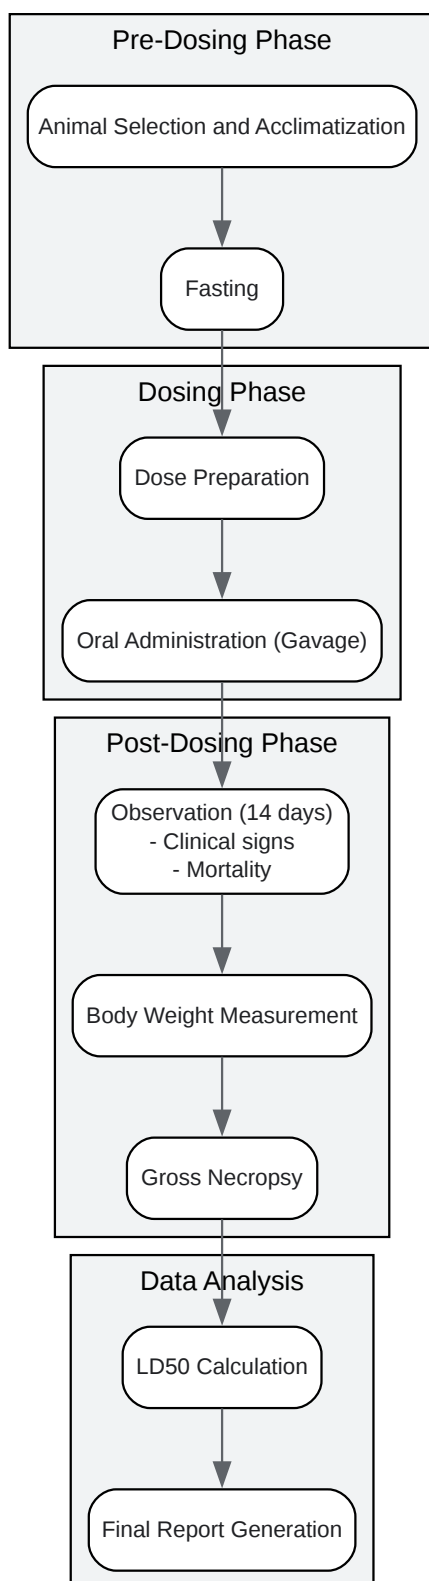 Pre-Dosing Phase
Animal Selection and Acclimatization
Fasting
Dosing Phase
Dose Preparation
Oral Administration (Gavage)
Post-Dosing Phase
Observation (14 days)
- Clinical signs
- Mortality
Body Weight Measurement
Gross Necropsy
Data Analysis
LD50 Calculation
Final Report Generation